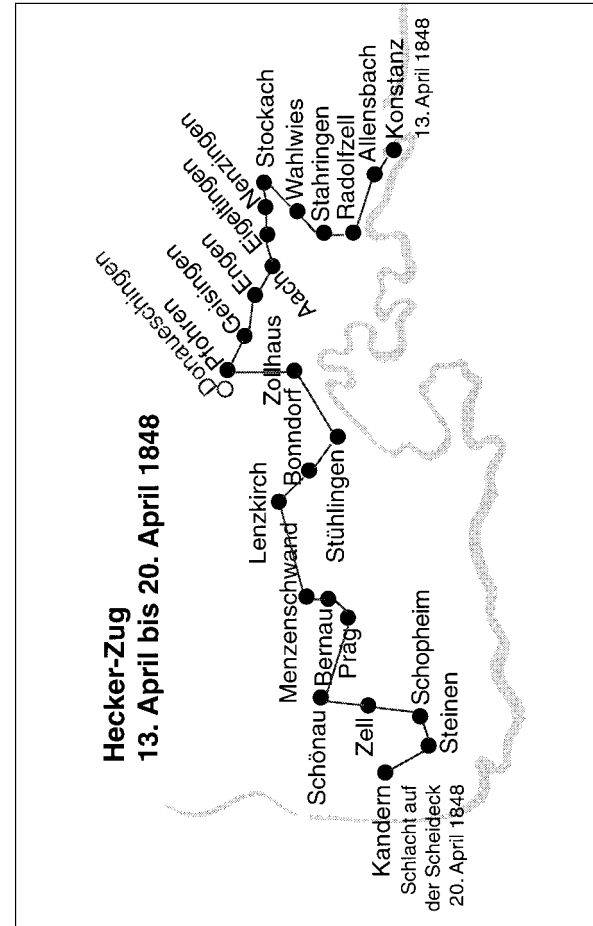 Hecker-Zug
13. April bis 20. April 1848
Konstanz
13. April 1848
Allensbach
Radolfzell
Stahringen
Wahlwies
Stockach
Nenzingen
Eigeltingen
Aach
Engen
Geisingen
Pfohren
Donaueschingen
Zollhaus
Stühlingen
Bonndorf
Lenzkirch
Menzenschwand
Bernau
Prag
Schönau
Zell
Schopheim
Steinen
Kandern
Schlacht auf
der Scheideck
20. April 1848